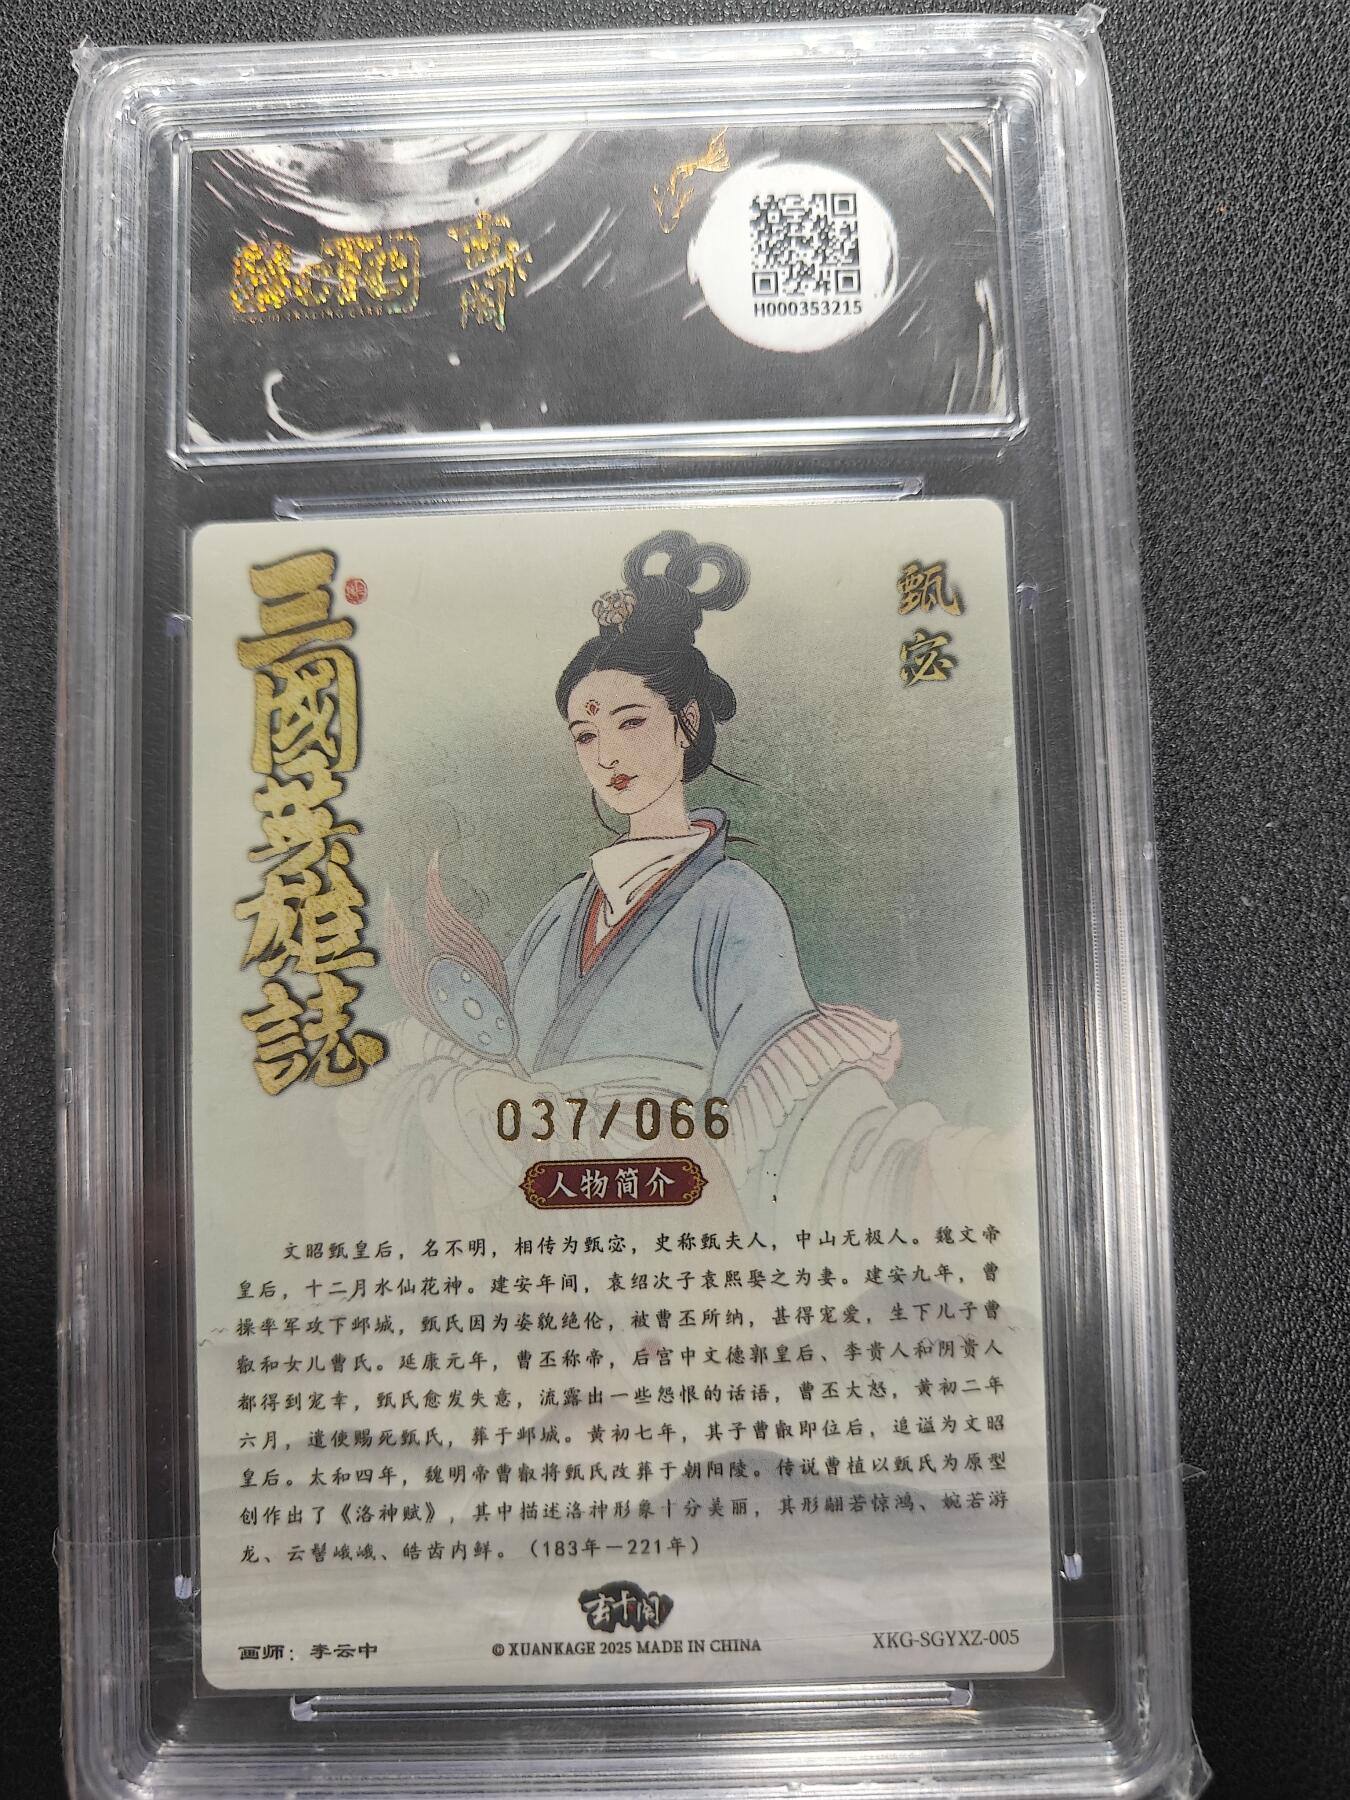 H000353215
三國英雄誌
甄宓
037/066
人物简介
文昭甄皇后，名不明，相传为甄宓，史称甄夫人，中山无极人。魏文帝
皇后，十二月水仙花神。建安年间，袁绍次子袁熙娶之为妻。建安九年，曹
操率军攻下邺城，甄氏因为姿貌绝伦，被曹丕所纳，甚得宠爱，生下儿子曹
叡和女儿曹氏。延康元年，曹丕称帝，后宫中文德郭皇后、李贵人和阴贵人
都得到宠幸，甄氏愈发失意，流露出一些怨恨的话语，曹丕大怒，黄初二年
六月，遣使赐死甄氏，葬于邺城。黄初七年，其子曹叡即位后，追谥为文昭
皇后。太和四年，魏明帝曹叡将甄氏改葬于朝阳陵。传说曹植以甄氏为原型
创作出了《洛神赋》，其中描述洛神形象十分美丽，其形翩若惊鸿、婉若游
龙、云髻峨峨、皓齿内鲜。（183年－221年）
玄卡阁
画师：李云中
© XUANKAGE 2025 MADE IN CHINA
XKG-SGYXZ-005